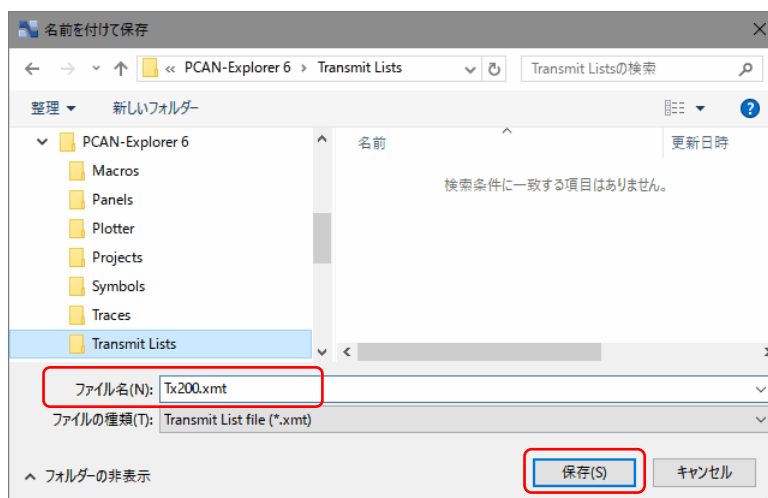 名前を付けて保存
« PCAN-Explorer 6 › Transmit Lists
Transmit Listsの検索
整理 新しいフォルダー
PCAN-Explorer 6
Macros
Panels
Plotter
Projects
Symbols
Traces
Transmit Lists
名前 更新日時
検索条件に一致する項目はありません。
ファイル名(N): Tx200.xmt
ファイルの種類(T): Transmit List file (*.xmt)
フォルダーの非表示
保存(S) キャンセル